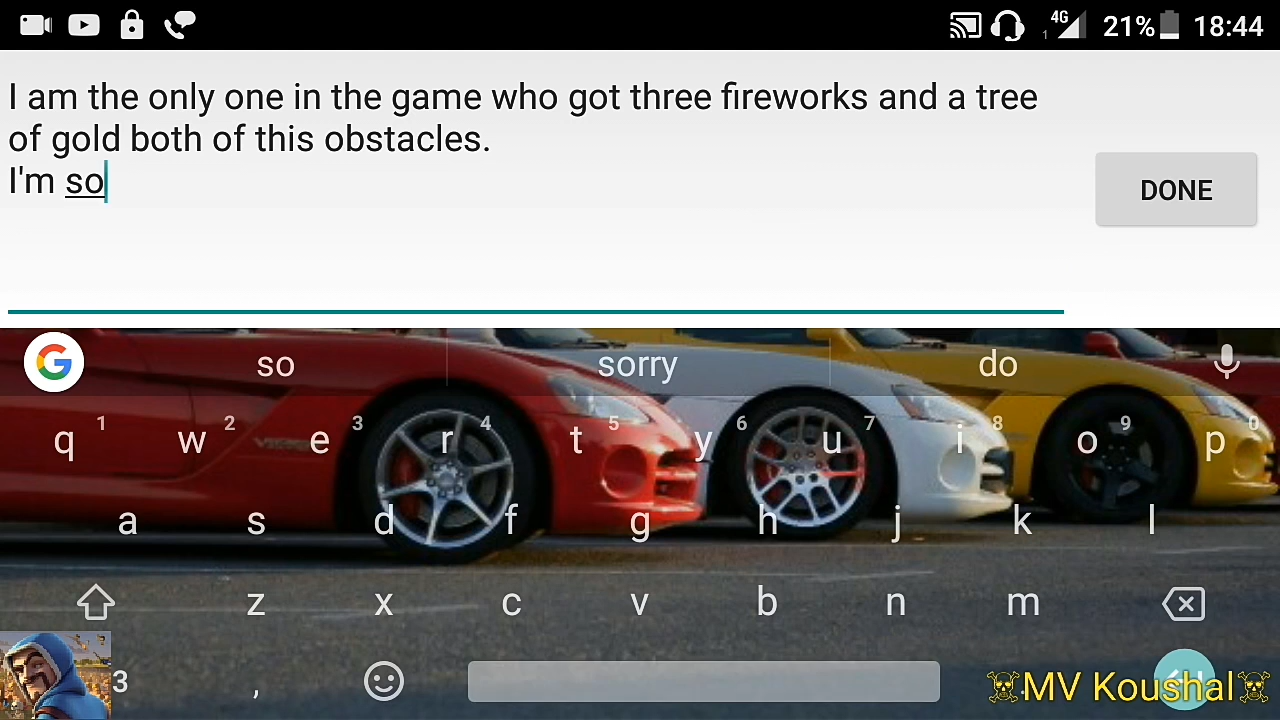 1 4G 21% 18:44
I am the only one in the game who got three fireworks and a tree
of gold both of this obstacles.
I'm so
DONE
G so sorry do
1 2 3 4 5 6 7 8 9 0
q w e r t y u i o p
a s d f g h j k l
z x c v b n m
3 , ☠MV Koushal☠